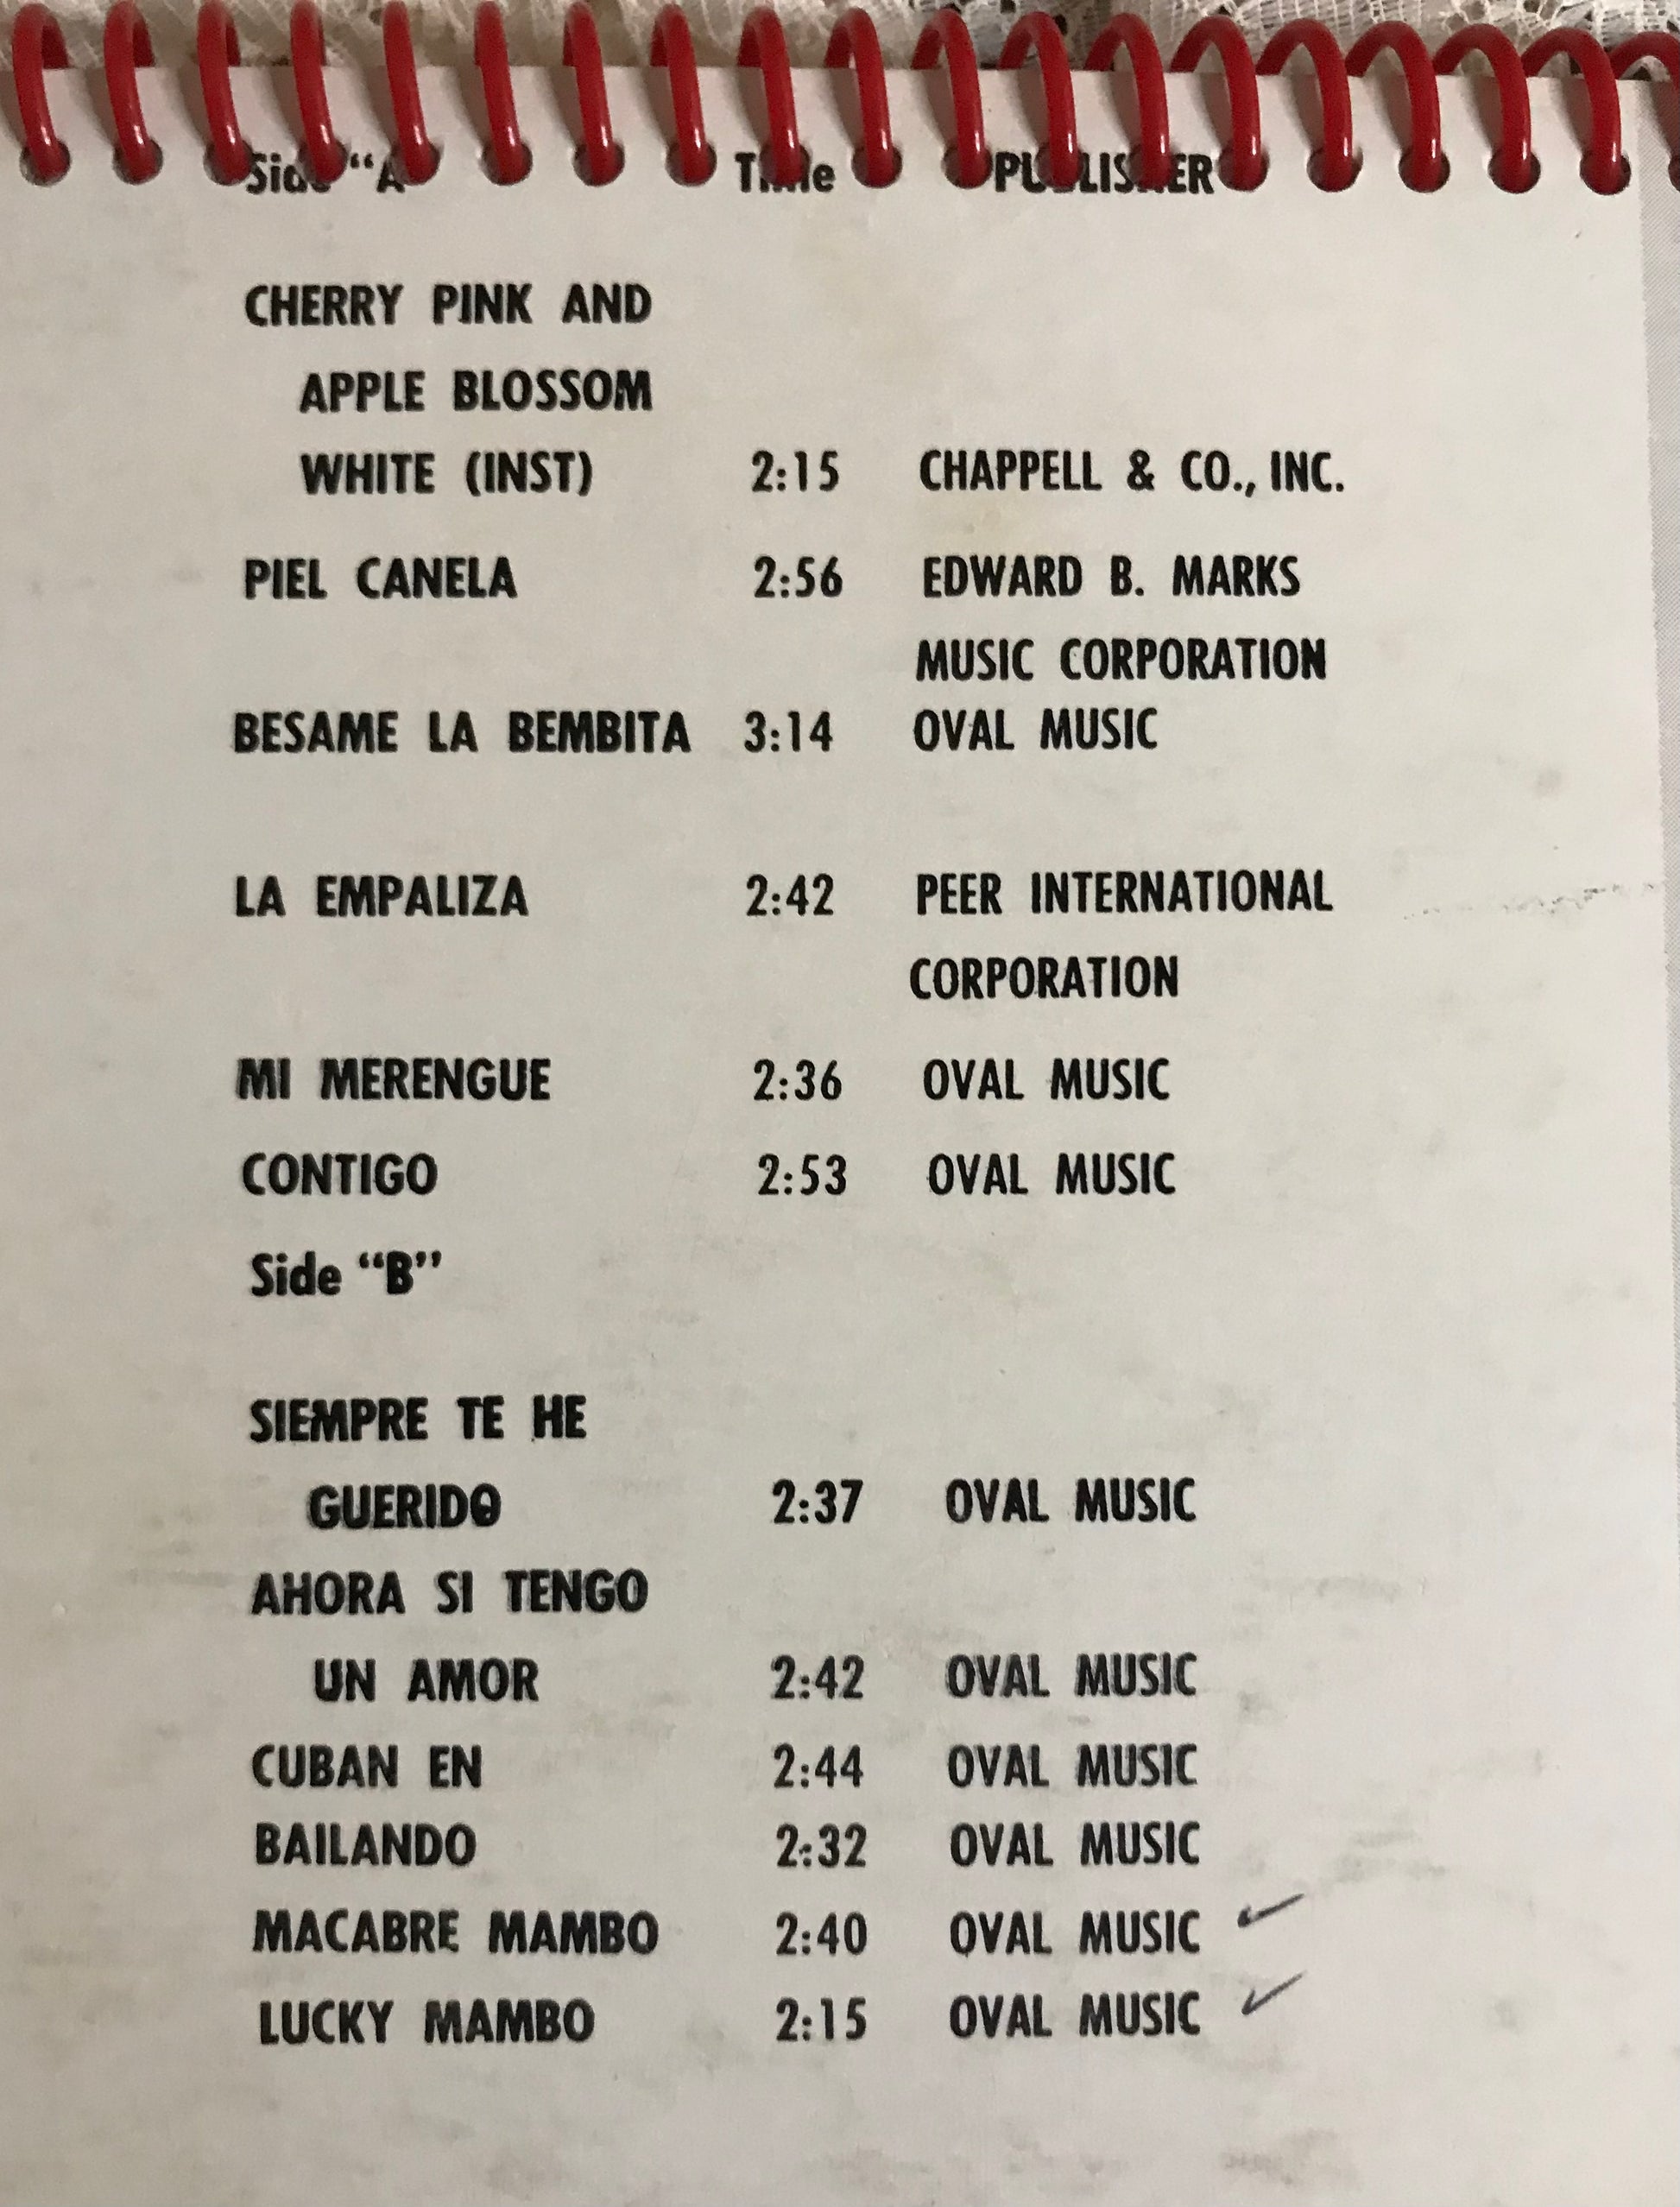 Side "A" Time PUBLISHER
CHERRY PINK AND
APPLE BLOSSOM
WHITE (INST) 2:15 CHAPPELL & CO., INC.
PIEL CANELA 2:56 EDWARD B. MARKS
MUSIC CORPORATION
BESAME LA BEMBITA 3:14 OVAL MUSIC
LA EMPALIZA 2:42 PEER INTERNATIONAL
CORPORATION
MI MERENGUE 2:36 OVAL MUSIC
CONTIGO 2:53 OVAL MUSIC
Side “B”
SIEMPRE TE HE
GUERIDO 2:37 OVAL MUSIC
AHORA SI TENGO
UN AMOR 2:42 OVAL MUSIC
CUBAN EN 2:44 OVAL MUSIC
BAILANDO 2:32 OVAL MUSIC
MACABRE MAMBO 2:40 OVAL MUSIC ✓
LUCKY MAMBO 2:15 OVAL MUSIC ✓